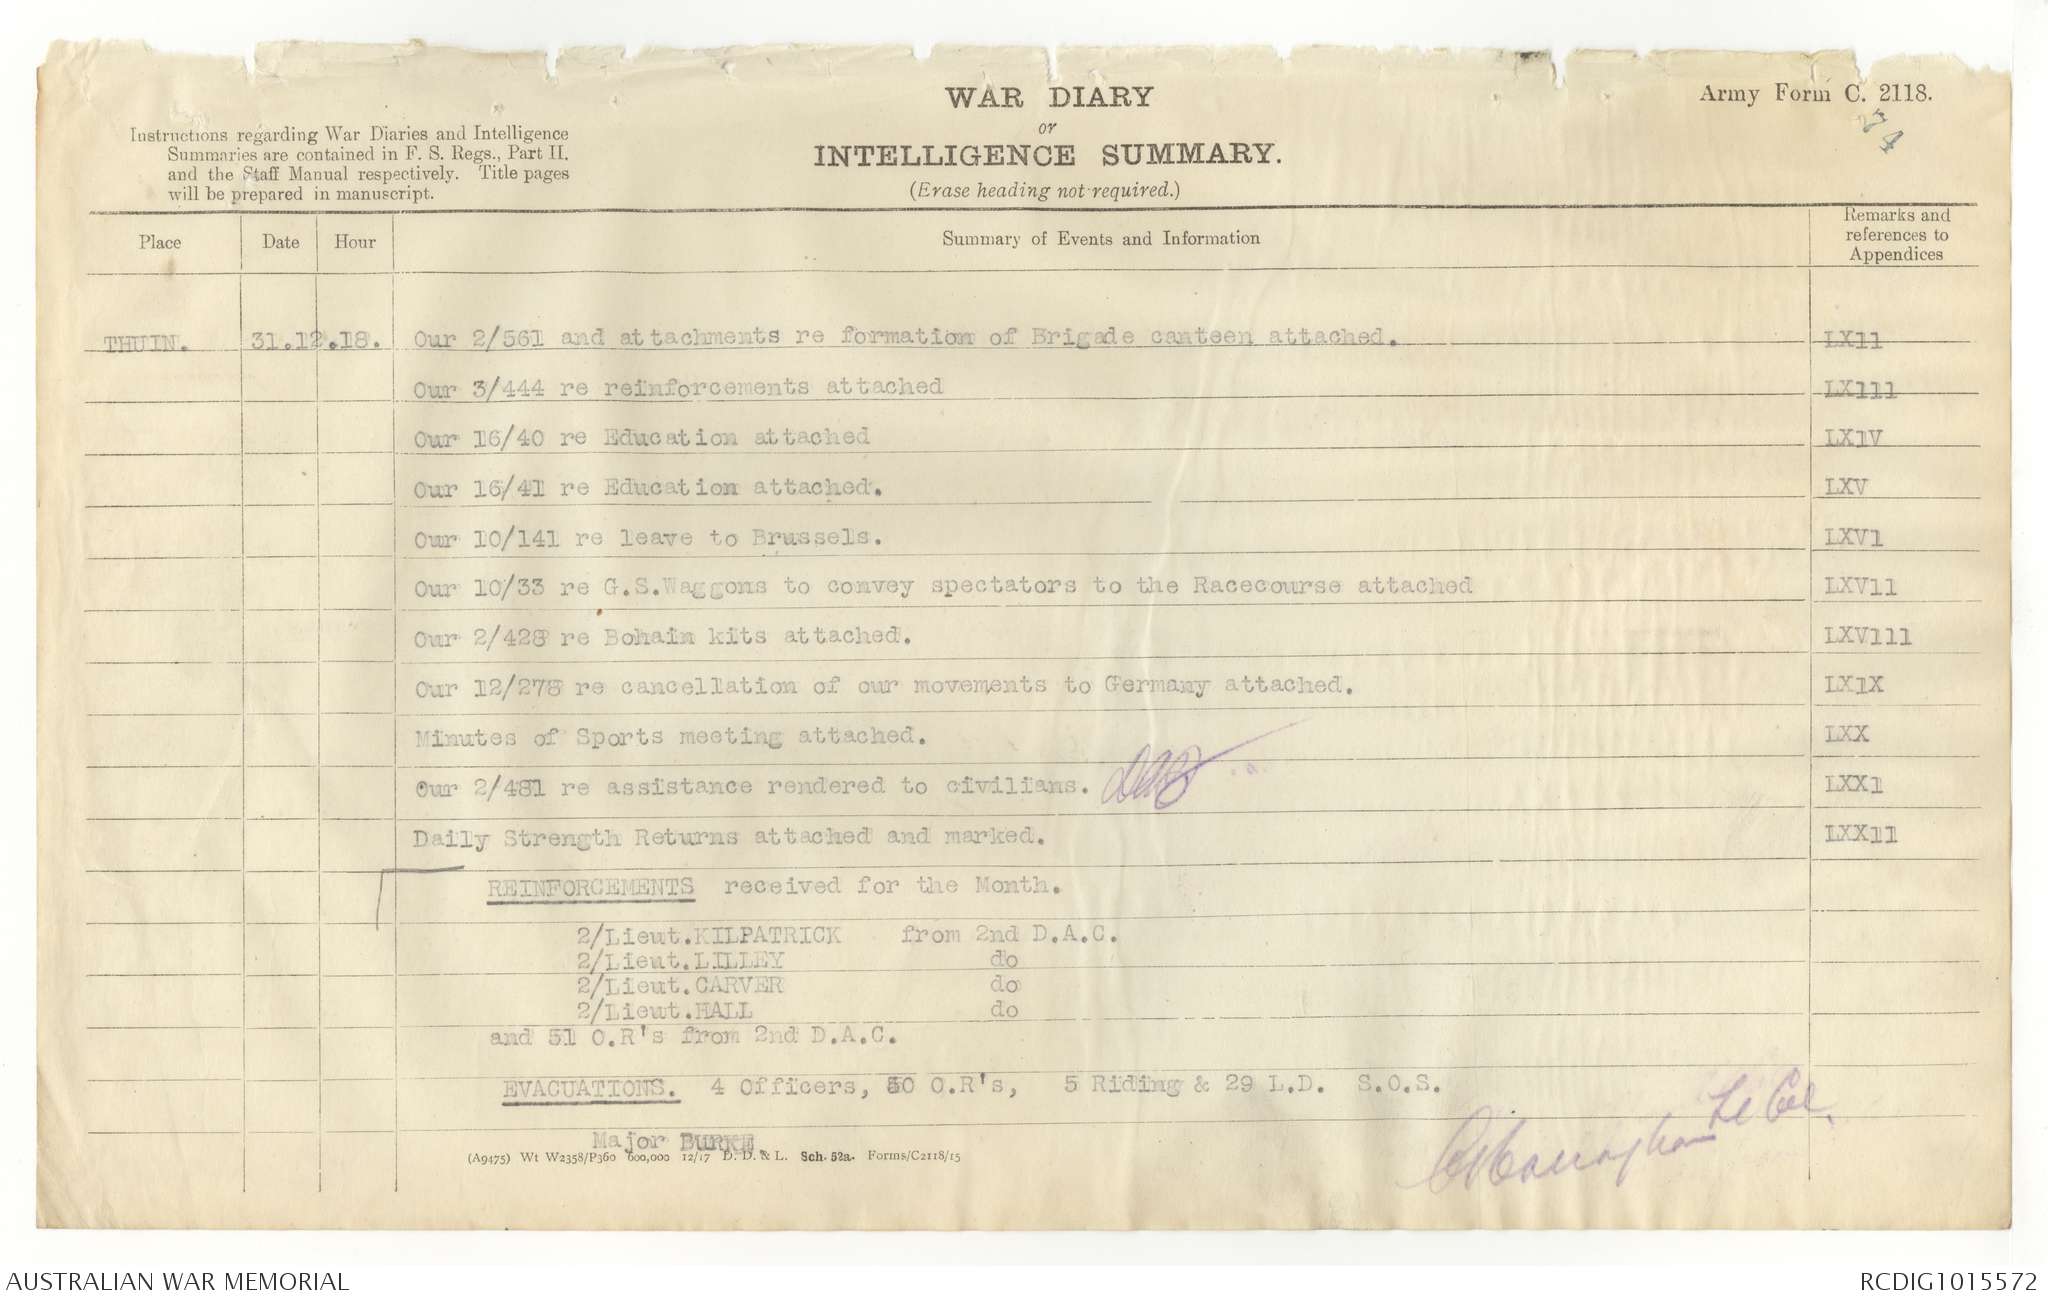 WAR DIARY
or
INTELLIGENCE SUMMARY.
(Erase heading not required.)
Army Form C. 2118.
Instructions regarding War Diaries and Intelligence
Summaries are contained in F. S. Regs., Part II.
and the Staff Manual respectively. Title pages
will be prepared in manuscript.
Place Date Hour Summary of Events and Information Remarks and references to Appendices
THUIN. 31.12.18. Our 2/561 and attachments re formation of Brigade canteen attached. LX11
Our 3/444 re reinforcements attached LX111
Our 16/40 re Education attached LX1V
Our 16/41 re Education attached. LXV
Our 10/141 re leave to Brussels. LXV1
Our 10/33 re G.S.Waggons to convey spectators to the Racecourse attached LXV11
Our 2/428 re Bohain kits attached. LXV111
Our 12/278 re cancellation of our movements to Germany attached. LX1X
Minutes of Sports meeting attached. LXX
Our 2/481 re assistance rendered to civilians. LXX1
Daily Strength Returns attached and marked. LXX11
REINFORCEMENTS received for the Month.
2/Lieut.KILPATRICK from 2nd D.A.C.
2/Lieut.LILLEY do
2/Lieut.CARVER do
2/Lieut.HALL do
and 51 O.R's from 2nd D.A.C.
EVACUATIONS. 4 Officers, 50 O.R's, 5 Riding & 29 L.D. S.O.S.
Lt Col.
Major BURKE.
(A9475) Wt W2358/P360 600,000 12/17 D. D. & L. Sch. 52a. Forms/C2118/15
AUSTRALIAN WAR MEMORIAL
RCDIG1015572